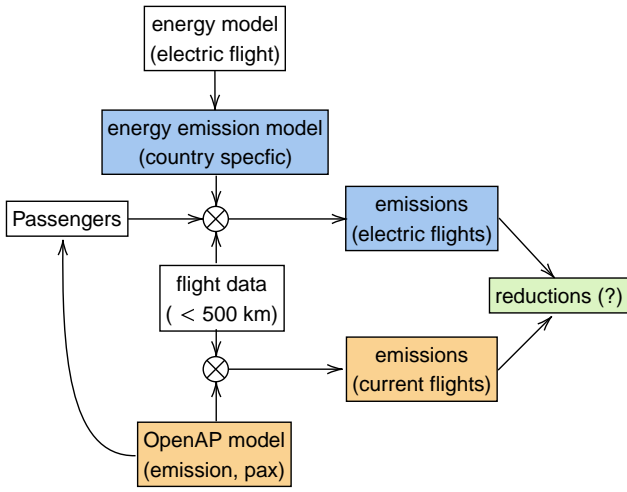 energy model
(electric flight)
energy emission model
(country specfic)
Passengers
emissions
(electric flights)
flight data
( < 500 km)
reductions (?)
emissions
(current flights)
OpenAP model
(emission, pax)